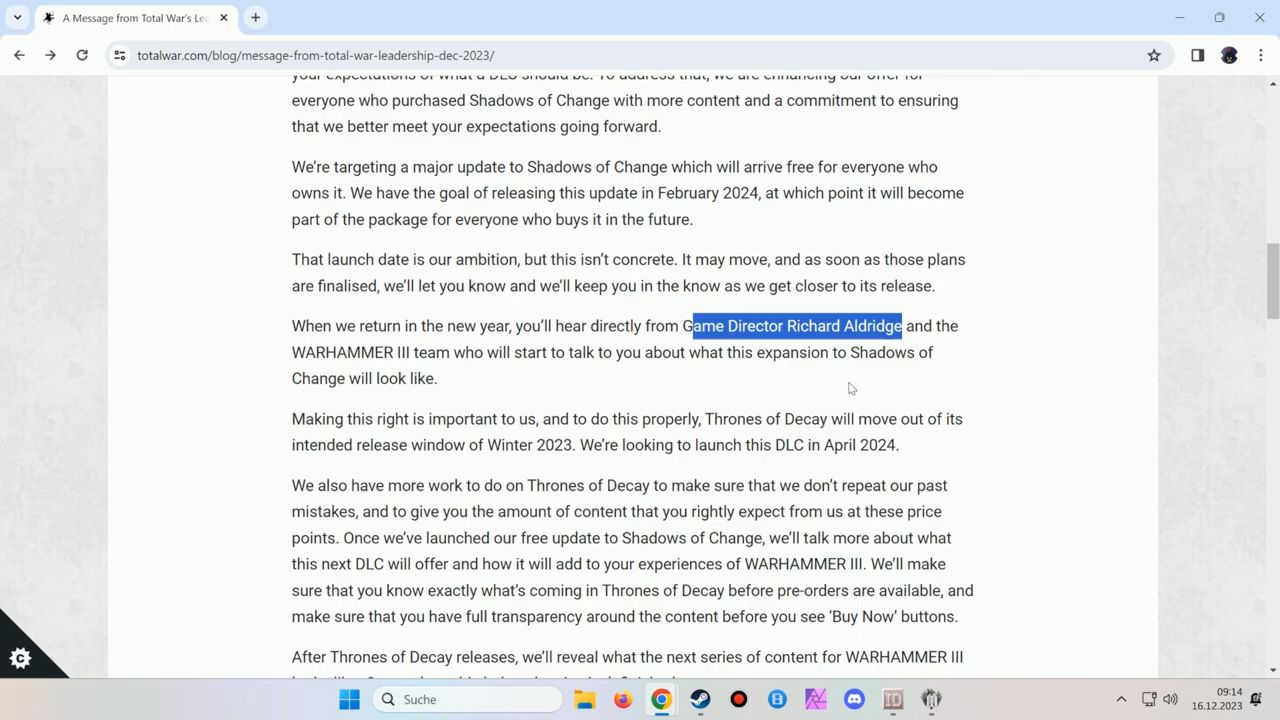 A Message from Total War's Lea
totalwar.com/blog/message-from-total-war-leadership-dec-2023/
your expectations of what a DLC should be. To address that, we are enhancing our offer for
everyone who purchased Shadows of Change with more content and a commitment to ensuring
that we better meet your expectations going forward.
We’re targeting a major update to Shadows of Change which will arrive free for everyone who
owns it. We have the goal of releasing this update in February 2024, at which point it will become
part of the package for everyone who buys it in the future.
That launch date is our ambition, but this isn’t concrete. It may move, and as soon as those plans
are finalised, we’ll let you know and we’ll keep you in the know as we get closer to its release.
When we return in the new year, you’ll hear directly from Game Director Richard Aldridge and the
WARHAMMER III team who will start to talk to you about what this expansion to Shadows of
Change will look like.
Making this right is important to us, and to do this properly, Thrones of Decay will move out of its
intended release window of Winter 2023. We’re looking to launch this DLC in April 2024.
We also have more work to do on Thrones of Decay to make sure that we don’t repeat our past
mistakes, and to give you the amount of content that you rightly expect from us at these price
points. Once we’ve launched our free update to Shadows of Change, we’ll talk more about what
this next DLC will offer and how it will add to your experiences of WARHAMMER III. We’ll make
sure that you know exactly what’s coming in Thrones of Decay before pre-orders are available, and
make sure that you have full transparency around the content before you see ‘Buy Now’ buttons.
After Thrones of Decay releases, we’ll reveal what the next series of content for WARHAMMER III
Suche
09:14
16.12.2023